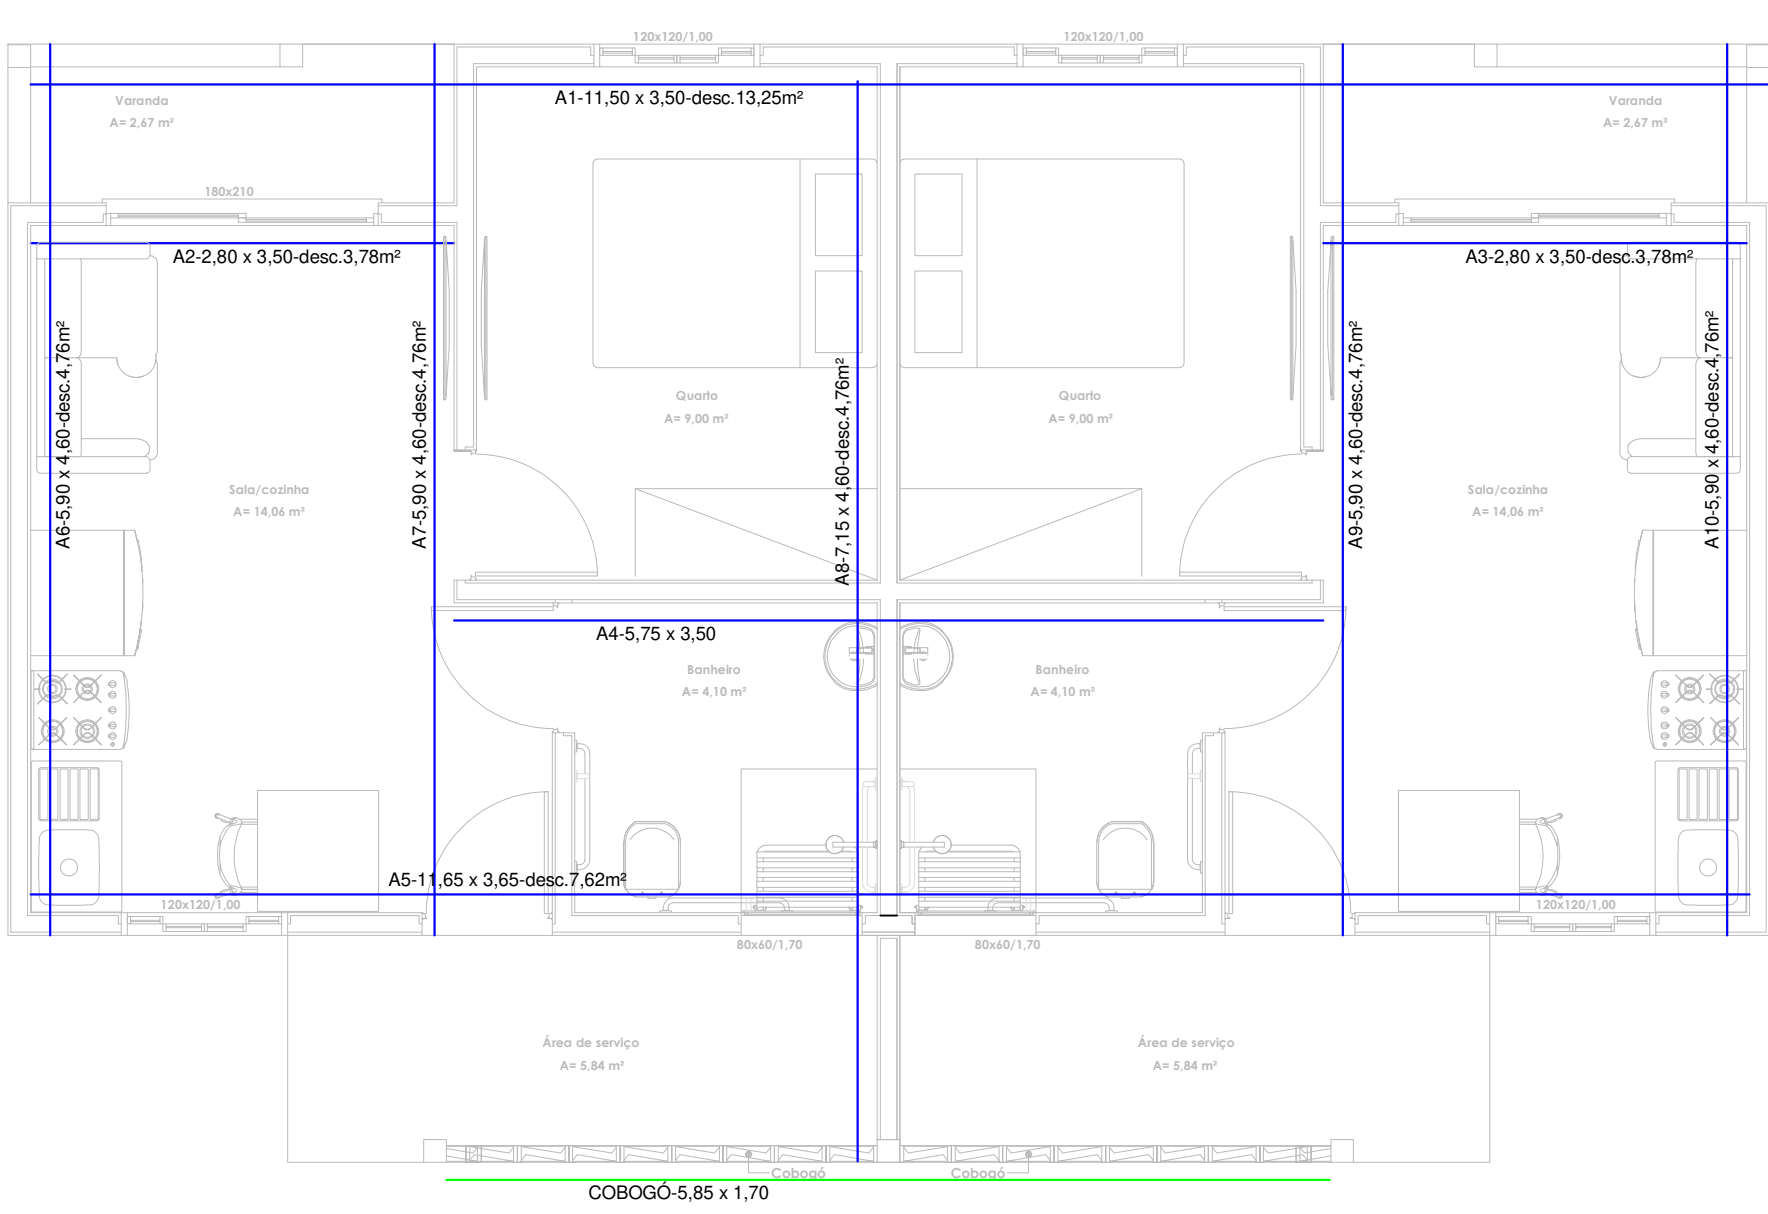 120x120/1,00
120x120/1,00
A1-11,50 x 3,50-desc.13,25m²
Varanda
A= 2,67 m²
Varanda
A= 2,67 m²
180x210
A2-2,80 x 3,50-desc.3,78m²
A3-2,80 x 3,50-desc.3,78m²
A6-5,90 x 4,60-desc.4,76m²
A7-5,90 x 4,60-desc.4,76m²
A8-7,15 x 4,60-desc.4,76m²
A9-5,90 x 4,60-desc.4,76m²
A10-5,90 x 4,60-desc.4,76m²
Quarto
A= 9,00 m²
Quarto
A= 9,00 m²
Sala/cozinha
A= 14,06 m²
Sala/cozinha
A= 14,06 m²
A4-5,75 x 3,50
Banheiro
A= 4,10 m²
Banheiro
A= 4,10 m²
A5-11,65 x 3,65-desc.7,62m²
120x120/1,00
120x120/1,00
80x60/1,70
80x60/1,70
Área de serviço
A= 5,84 m²
Área de serviço
A= 5,84 m²
Cobogó
Cobogó
COBOGÓ-5,85 x 1,70